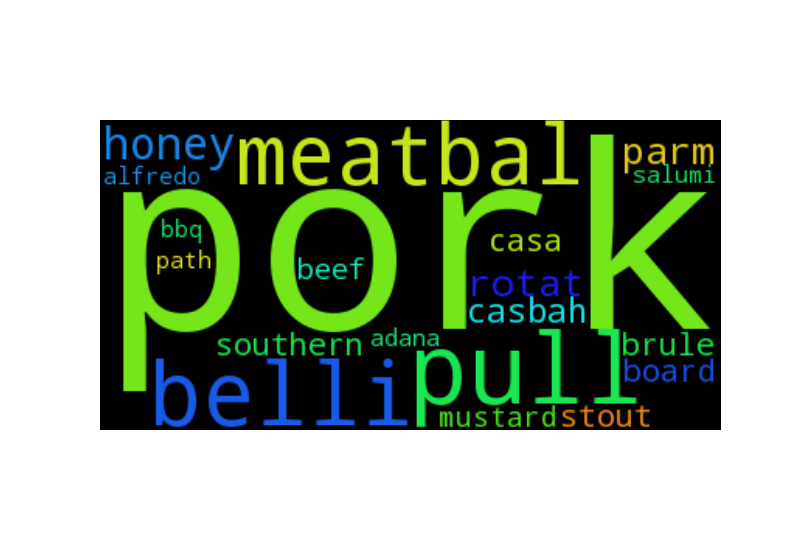 honey meatbal parm
alfredo salumi
pork
bbq casa
path beef rotat
casbah
southern adana brule
belli pull board
mustard stout